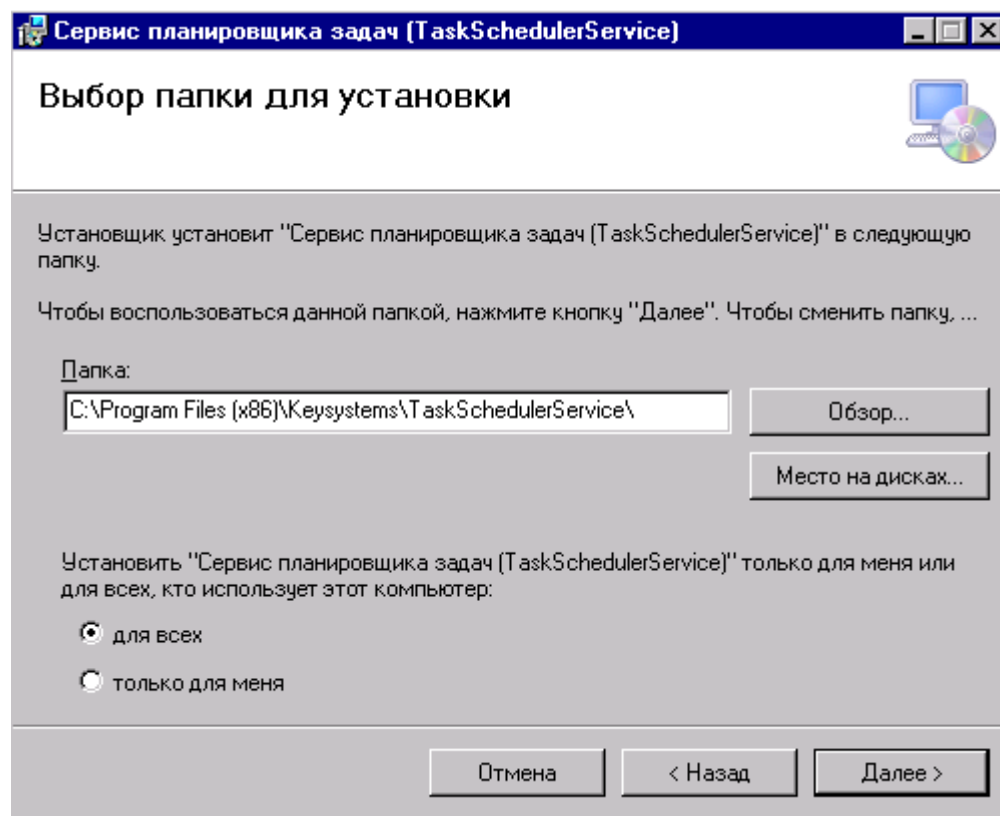 Сервис планировщика задач (TaskSchedulerService)
Выбор папки для установки
Установщик установит "Сервис планировщика задач (TaskSchedulerService)" в следующую
папку.
Чтобы воспользоваться данной папкой, нажмите кнопку "Далее". Чтобы сменить папку, ...
Папка:
C:\Program Files (x86)\Keysystems\TaskSchedulerService\
Обзор...
Место на дисках...
Установить "Сервис планировщика задач (TaskSchedulerService)" только для меня или
для всех, кто использует этот компьютер:
для всех
только для меня
Отмена
< Назад
Далее >